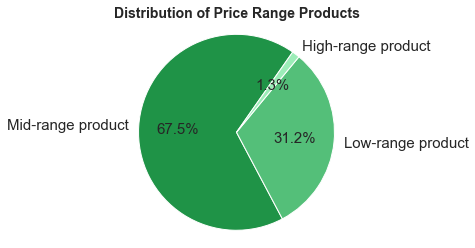 Distribution of Price Range Products
High-range product
1.3%
Mid-range product
67.5%
31.2%
Low-range product